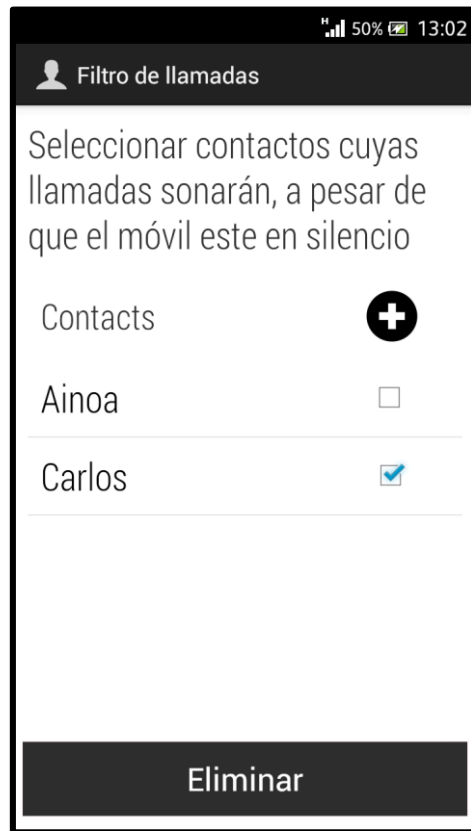 H 50% 13:02
Filtro de llamadas
Seleccionar contactos cuyas
llamadas sonarán, a pesar de
que el móvil este en silencio
Contacts
Ainoa
Carlos
Eliminar